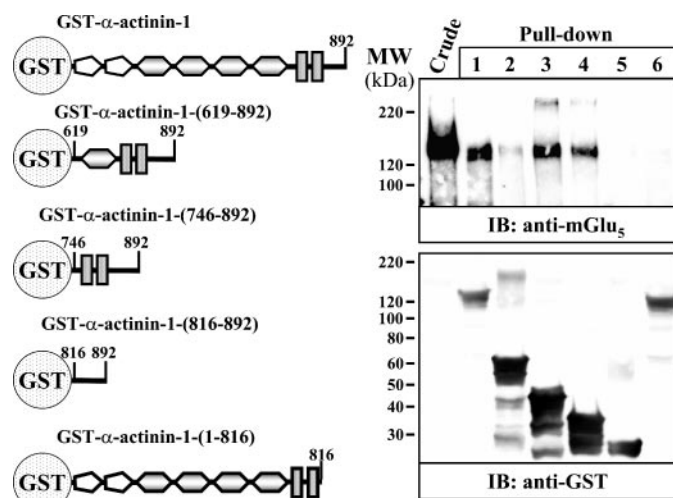 GST-α-actinin-1
GST
892
GST-α-actinin-1-(619-892)
619 892
GST
GST-α-actinin-1-(746-892)
746 892
GST
GST-α-actinin-1-(816-892)
816 892
GST
GST-α-actinin-1-(1-816)
816
GST
MW
(kDa)
Crude
Pull-down
1 2 3 4 5 6
220
120
100
IB: anti-mGlu₅
220
120
100
80
60
50
40
30
IB: anti-GST